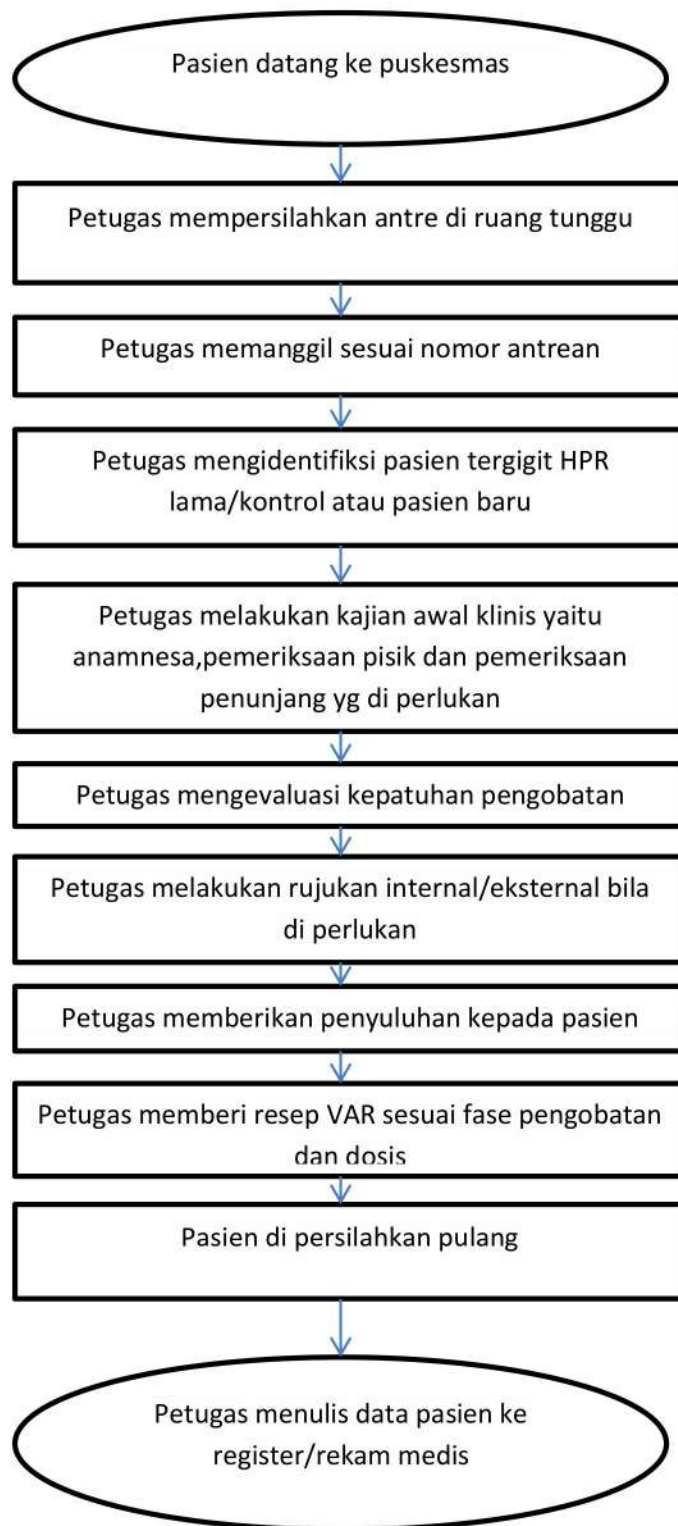 Pasien datang ke puskesmas
Petugas mempersilahkan antre di ruang tunggu
Petugas memanggil sesuai nomor antrean
Petugas mengidentifiksi pasien tergigit HPR
lama/kontrol atau pasien baru
Petugas melakukan kajian awal klinis yaitu
anamnesa,pemeriksaan pisik dan pemeriksaan
penunjang yg di perlukan
Petugas mengevaluasi kepatuhan pengobatan
Petugas melakukan rujukan internal/eksternal bila
di perlukan
Petugas memberikan penyuluhan kepada pasien
Petugas memberi resep VAR sesuai fase pengobatan
dan dosis
Pasien di persilahkan pulang
Petugas menulis data pasien ke
register/rekam medis